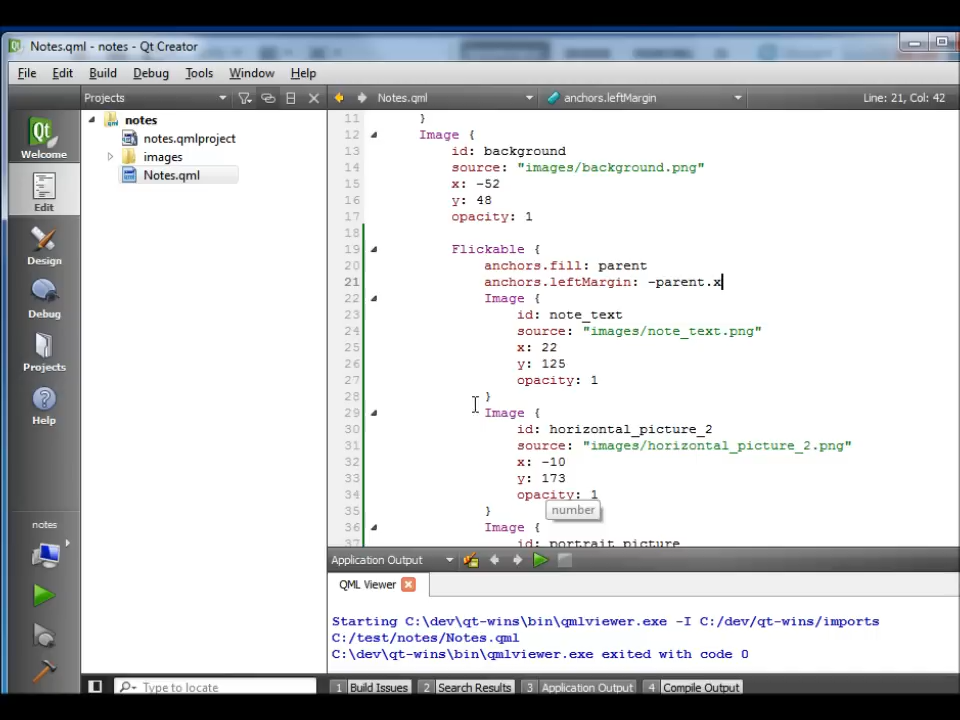 Notes.qml - notes - Qt Creator
File Edit Build Debug Tools Window Help
Projects
Notes.qml
anchors.leftMargin
Line: 21, Col: 42
Qt
Welcome
Edit
Design
Debug
Projects
Help
notes
notes
notes.qmlproject
images
Notes.qml
11 }
12 Image {
13 id: background
14 source: "images/background.png"
15 x: -52
16 y: 48
17 opacity: 1
18
19 Flickable {
20 anchors.fill: parent
21 anchors.leftMargin: -parent.x
22 Image {
23 id: note_text
24 source: "images/note_text.png"
25 x: 22
26 y: 125
27 opacity: 1
28 }
29 Image {
30 id: horizontal_picture_2
31 source: "images/horizontal_picture_2.png"
32 x: -10
33 y: 173
34 opacity: 1
number
35 }
36 Image {
37 id: portrait_picture
Application Output
QML Viewer
Starting C:\dev\qt-wins\bin\qmlviewer.exe -I C:/dev/qt-wins/imports
C:/test/notes/Notes.qml
C:\dev\qt-wins\bin\qmlviewer.exe exited with code 0
Type to locate
1 Build Issues 2 Search Results 3 Application Output 4 Compile Output